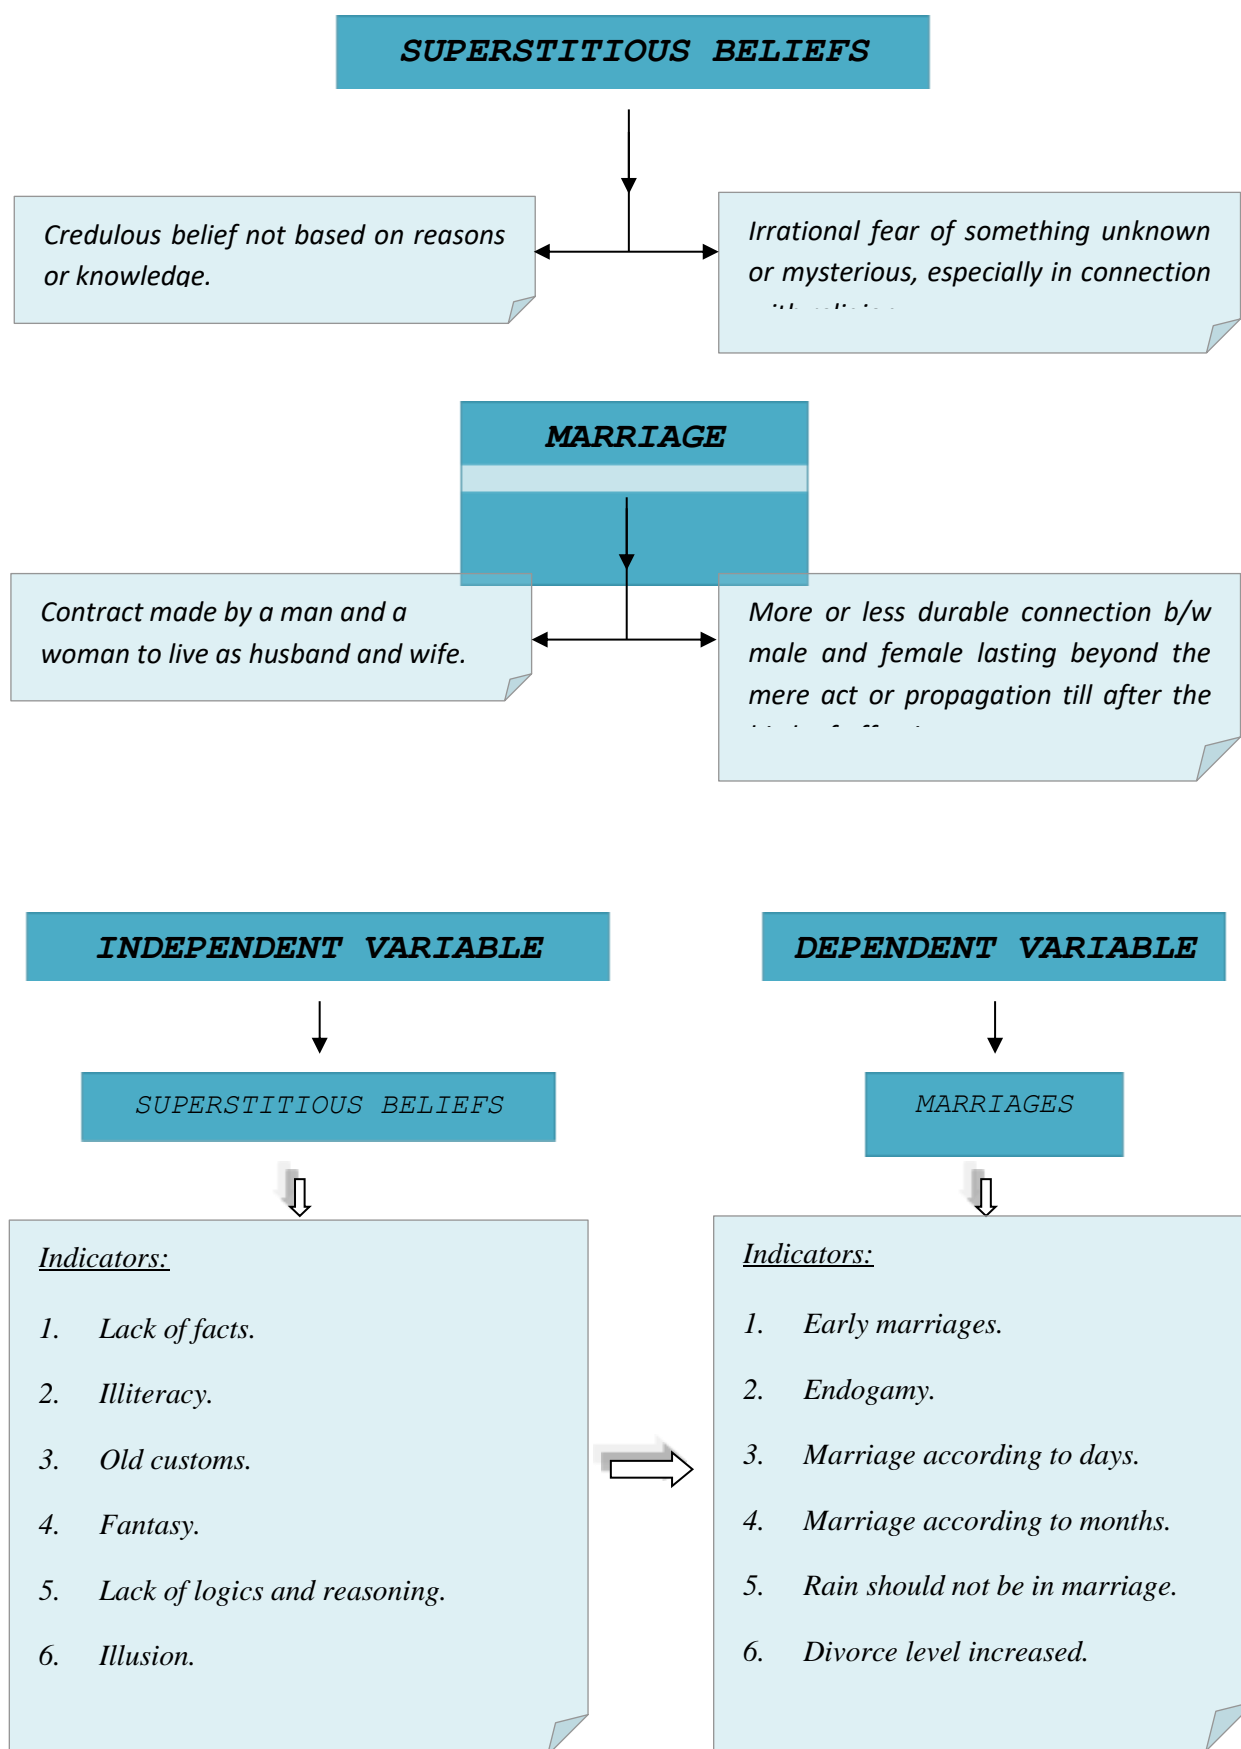 SUPERSTITIOUS BELIEFS
Credulous belief not based on reasons
or knowledge.
Irrational fear of something unknown
or mysterious, especially in connection
with religion
MARRIAGE
Contract made by a man and a
woman to live as husband and wife.
More or less durable connection b/w
male and female lasting beyond the
mere act or propagation till after the
INDEPENDENT VARIABLE
DEPENDENT VARIABLE
SUPERSTITIOUS BELIEFS
MARRIAGES
Indicators:
1. Lack of facts.
2. Illiteracy.
3. Old customs.
4. Fantasy.
5. Lack of logics and reasoning.
6. Illusion.
Indicators:
1. Early marriages.
2. Endogamy.
3. Marriage according to days.
4. Marriage according to months.
5. Rain should not be in marriage.
6. Divorce level increased.